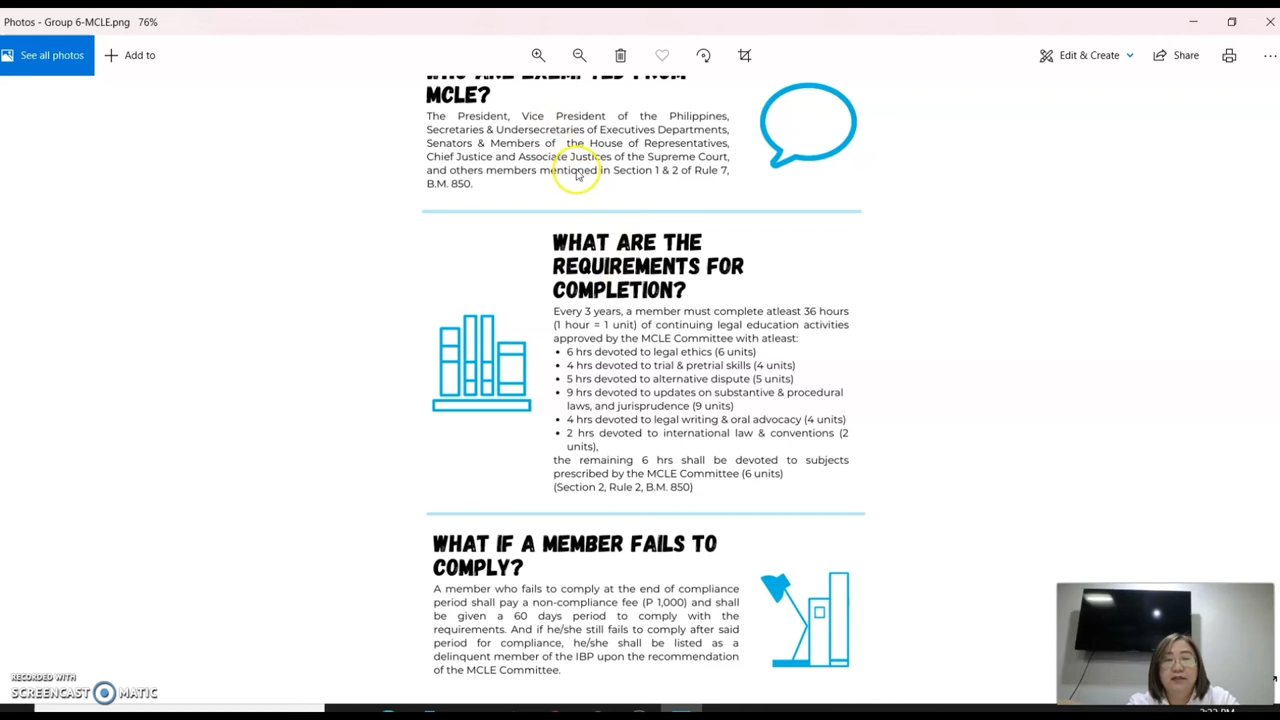 Photos - Group 6-MCLE.png 76%
See all photos
Add to
Edit & Create
Share
WHO ARE EXEMPTED FROM
MCLE?
The President, Vice President of the Philippines,
Secretaries & Undersecretaries of Executives Departments,
Senators & Members of the House of Representatives,
Chief Justice and Associate Justices of the Supreme Court,
and others members mentioned in Section 1 & 2 of Rule 7,
B.M. 850.
WHAT ARE THE
REQUIREMENTS FOR
COMPLETION?
Every 3 years, a member must complete atleast 36 hours
(1 hour = 1 unit) of continuing legal education activities
approved by the MCLE Committee with atleast:
• 6 hrs devoted to legal ethics (6 units)
• 4 hrs devoted to trial & pretrial skills (4 units)
• 5 hrs devoted to alternative dispute (5 units)
• 9 hrs devoted to updates on substantive & procedural
laws, and jurisprudence (9 units)
• 4 hrs devoted to legal writing & oral advocacy (4 units)
• 2 hrs devoted to international law & conventions (2
units),
the remaining 6 hrs shall be devoted to subjects
prescribed by the MCLE Committee (6 units)
(Section 2, Rule 2, B.M. 850)
WHAT IF A MEMBER FAILS TO
COMPLY?
A member who fails to comply at the end of compliance
period shall pay a non-compliance fee (P 1,000) and shall
be given a 60 days period to comply with the
requirements. And if he/she still fails to comply after said
period for compliance, he/she shall be listed as a
delinquent member of the IBP upon the recommendation
of the MCLE Committee.
RECORDED WITH
SCREENCAST MATIC